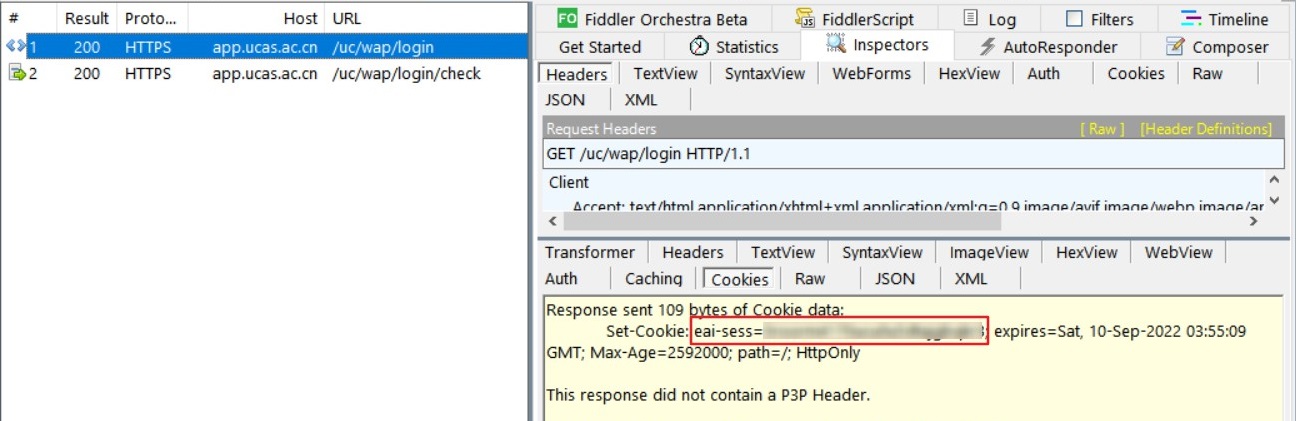 # Result Proto... Host URL
1 200 HTTPS app.ucas.ac.cn /uc/wap/login
2 200 HTTPS app.ucas.ac.cn /uc/wap/login/check
FO Fiddler Orchestra Beta FiddlerScript Log Filters Timeline
Get Started Statistics Inspectors AutoResponder Composer
Headers TextView SyntaxView WebForms HexView Auth Cookies Raw
JSON XML
Request Headers [ Raw ] [Header Definitions]
GET /uc/wap/login HTTP/1.1
Client
Accept: text/html,application/xhtml+xml,application/xml;q=0.9,image/avif,image/webp,image/ap
Transformer Headers TextView SyntaxView ImageView HexView WebView
Auth Caching Cookies Raw JSON XML
Response sent 109 bytes of Cookie data:
Set-Cookie: eai-sess= ; expires=Sat, 10-Sep-2022 03:55:09
GMT; Max-Age=2592000; path=/; HttpOnly
This response did not contain a P3P Header.